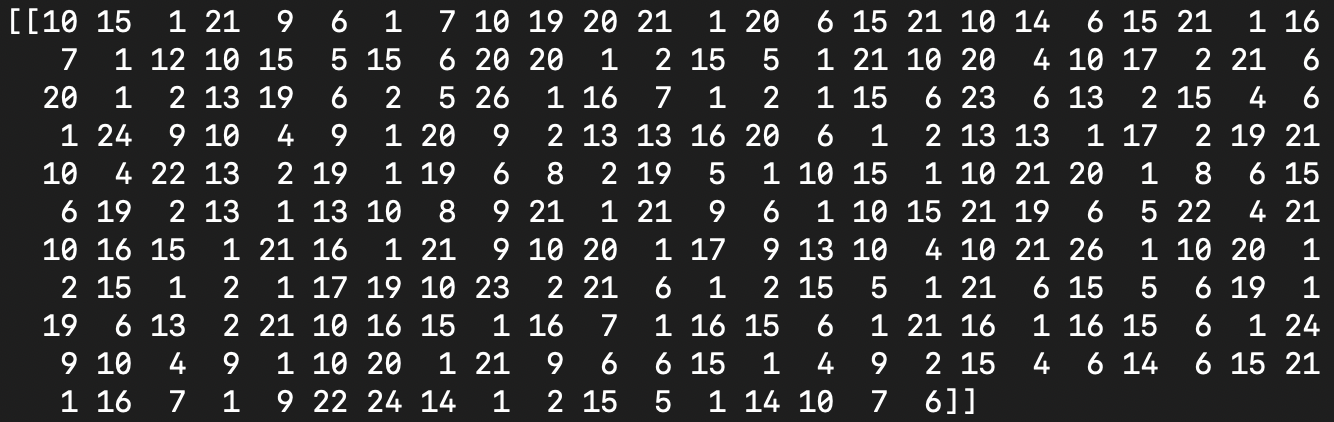 [[10 15 1 21 9 6 1 7 10 19 20 21 1 20 6 15 21 10 14 6 15 21 1 16
7 1 12 10 15 5 15 6 20 20 1 2 15 5 1 21 10 20 4 10 17 2 21 6
20 1 2 13 19 6 2 5 26 1 16 7 1 2 1 15 6 23 6 13 2 15 4 6
1 24 9 10 4 9 1 20 9 2 13 13 16 20 6 1 2 13 13 1 17 2 19 21
10 4 22 13 2 19 1 19 6 8 2 19 5 1 10 15 1 10 21 20 1 8 6 15
6 19 2 13 1 13 10 8 9 21 1 21 9 6 1 10 15 21 19 6 5 22 4 21
10 16 15 1 21 16 1 21 9 10 20 1 17 9 13 10 4 10 21 26 1 10 20 1
2 15 1 2 1 17 19 10 23 2 21 6 1 2 15 5 1 21 6 15 5 6 19 1
19 6 13 2 21 10 16 15 1 16 7 1 16 15 6 1 21 16 1 16 15 6 1 24
9 10 4 9 1 10 20 1 21 9 6 6 15 1 4 9 2 15 4 6 14 6 15 21
1 16 7 1 9 22 24 14 1 2 15 5 1 14 10 7 6]]